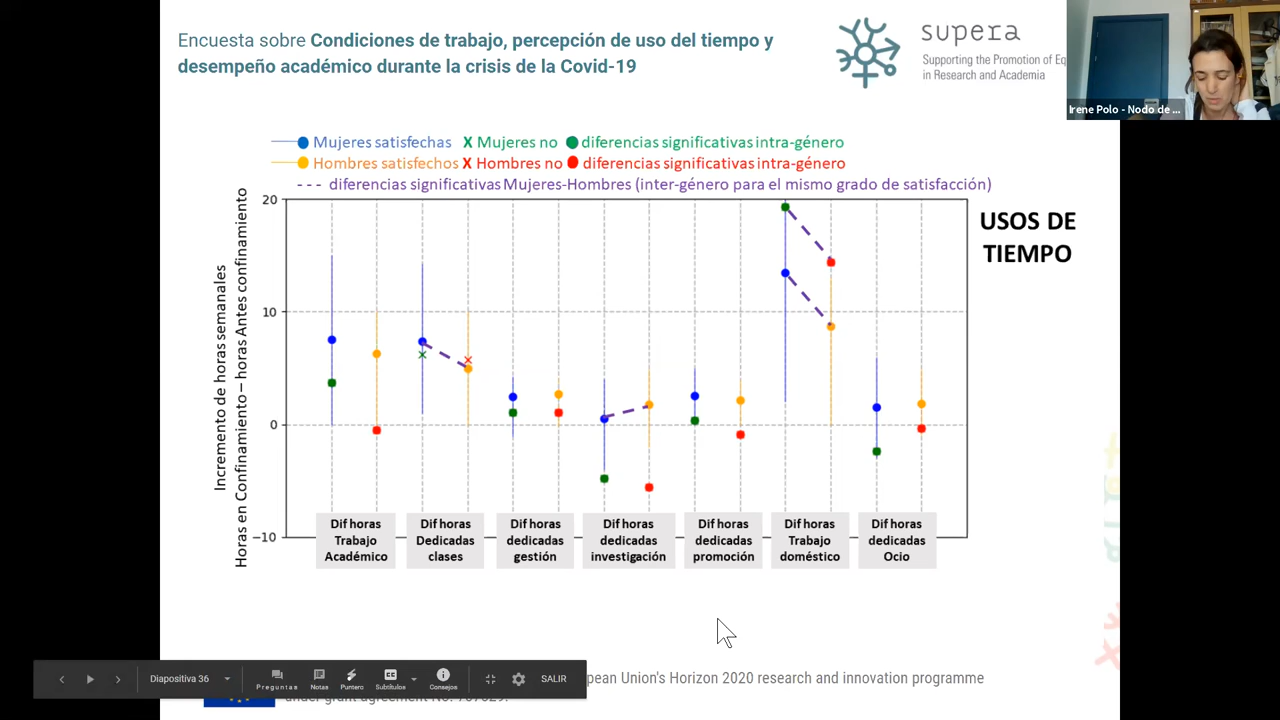 Encuesta sobre Condiciones de trabajo, percepción de uso del tiempo y
desempeño académico durante la crisis de la Covid-19
supera
Supporting the Promotion of Eq
in Research and Academia
Irene Polo - Nodo de ...
Mujeres satisfechas X Mujeres no diferencias significativas intra-género
Hombres satisfechos X Hombres no diferencias significativas intra-género
--- diferencias significativas Mujeres-Hombres (inter-género para el mismo grado de satisfacción)
USOS DE
TIEMPO
Incremento de horas semanales
Horas en Confinamiento – horas Antes confinamiento
20
10
0
−10
Dif horas
Trabajo
Académico
Dif horas
Dedicadas
clases
Dif horas
dedicadas
gestión
Dif horas
dedicadas
investigación
Dif horas
dedicadas
promoción
Dif horas
Trabajo
doméstico
Dif horas
dedicadas
Ocio
Diapositiva 36
Preguntas
Notas
Puntero
Subtítulos
Consejos
SALIR
pean Union's Horizon 2020 research and innovation programme